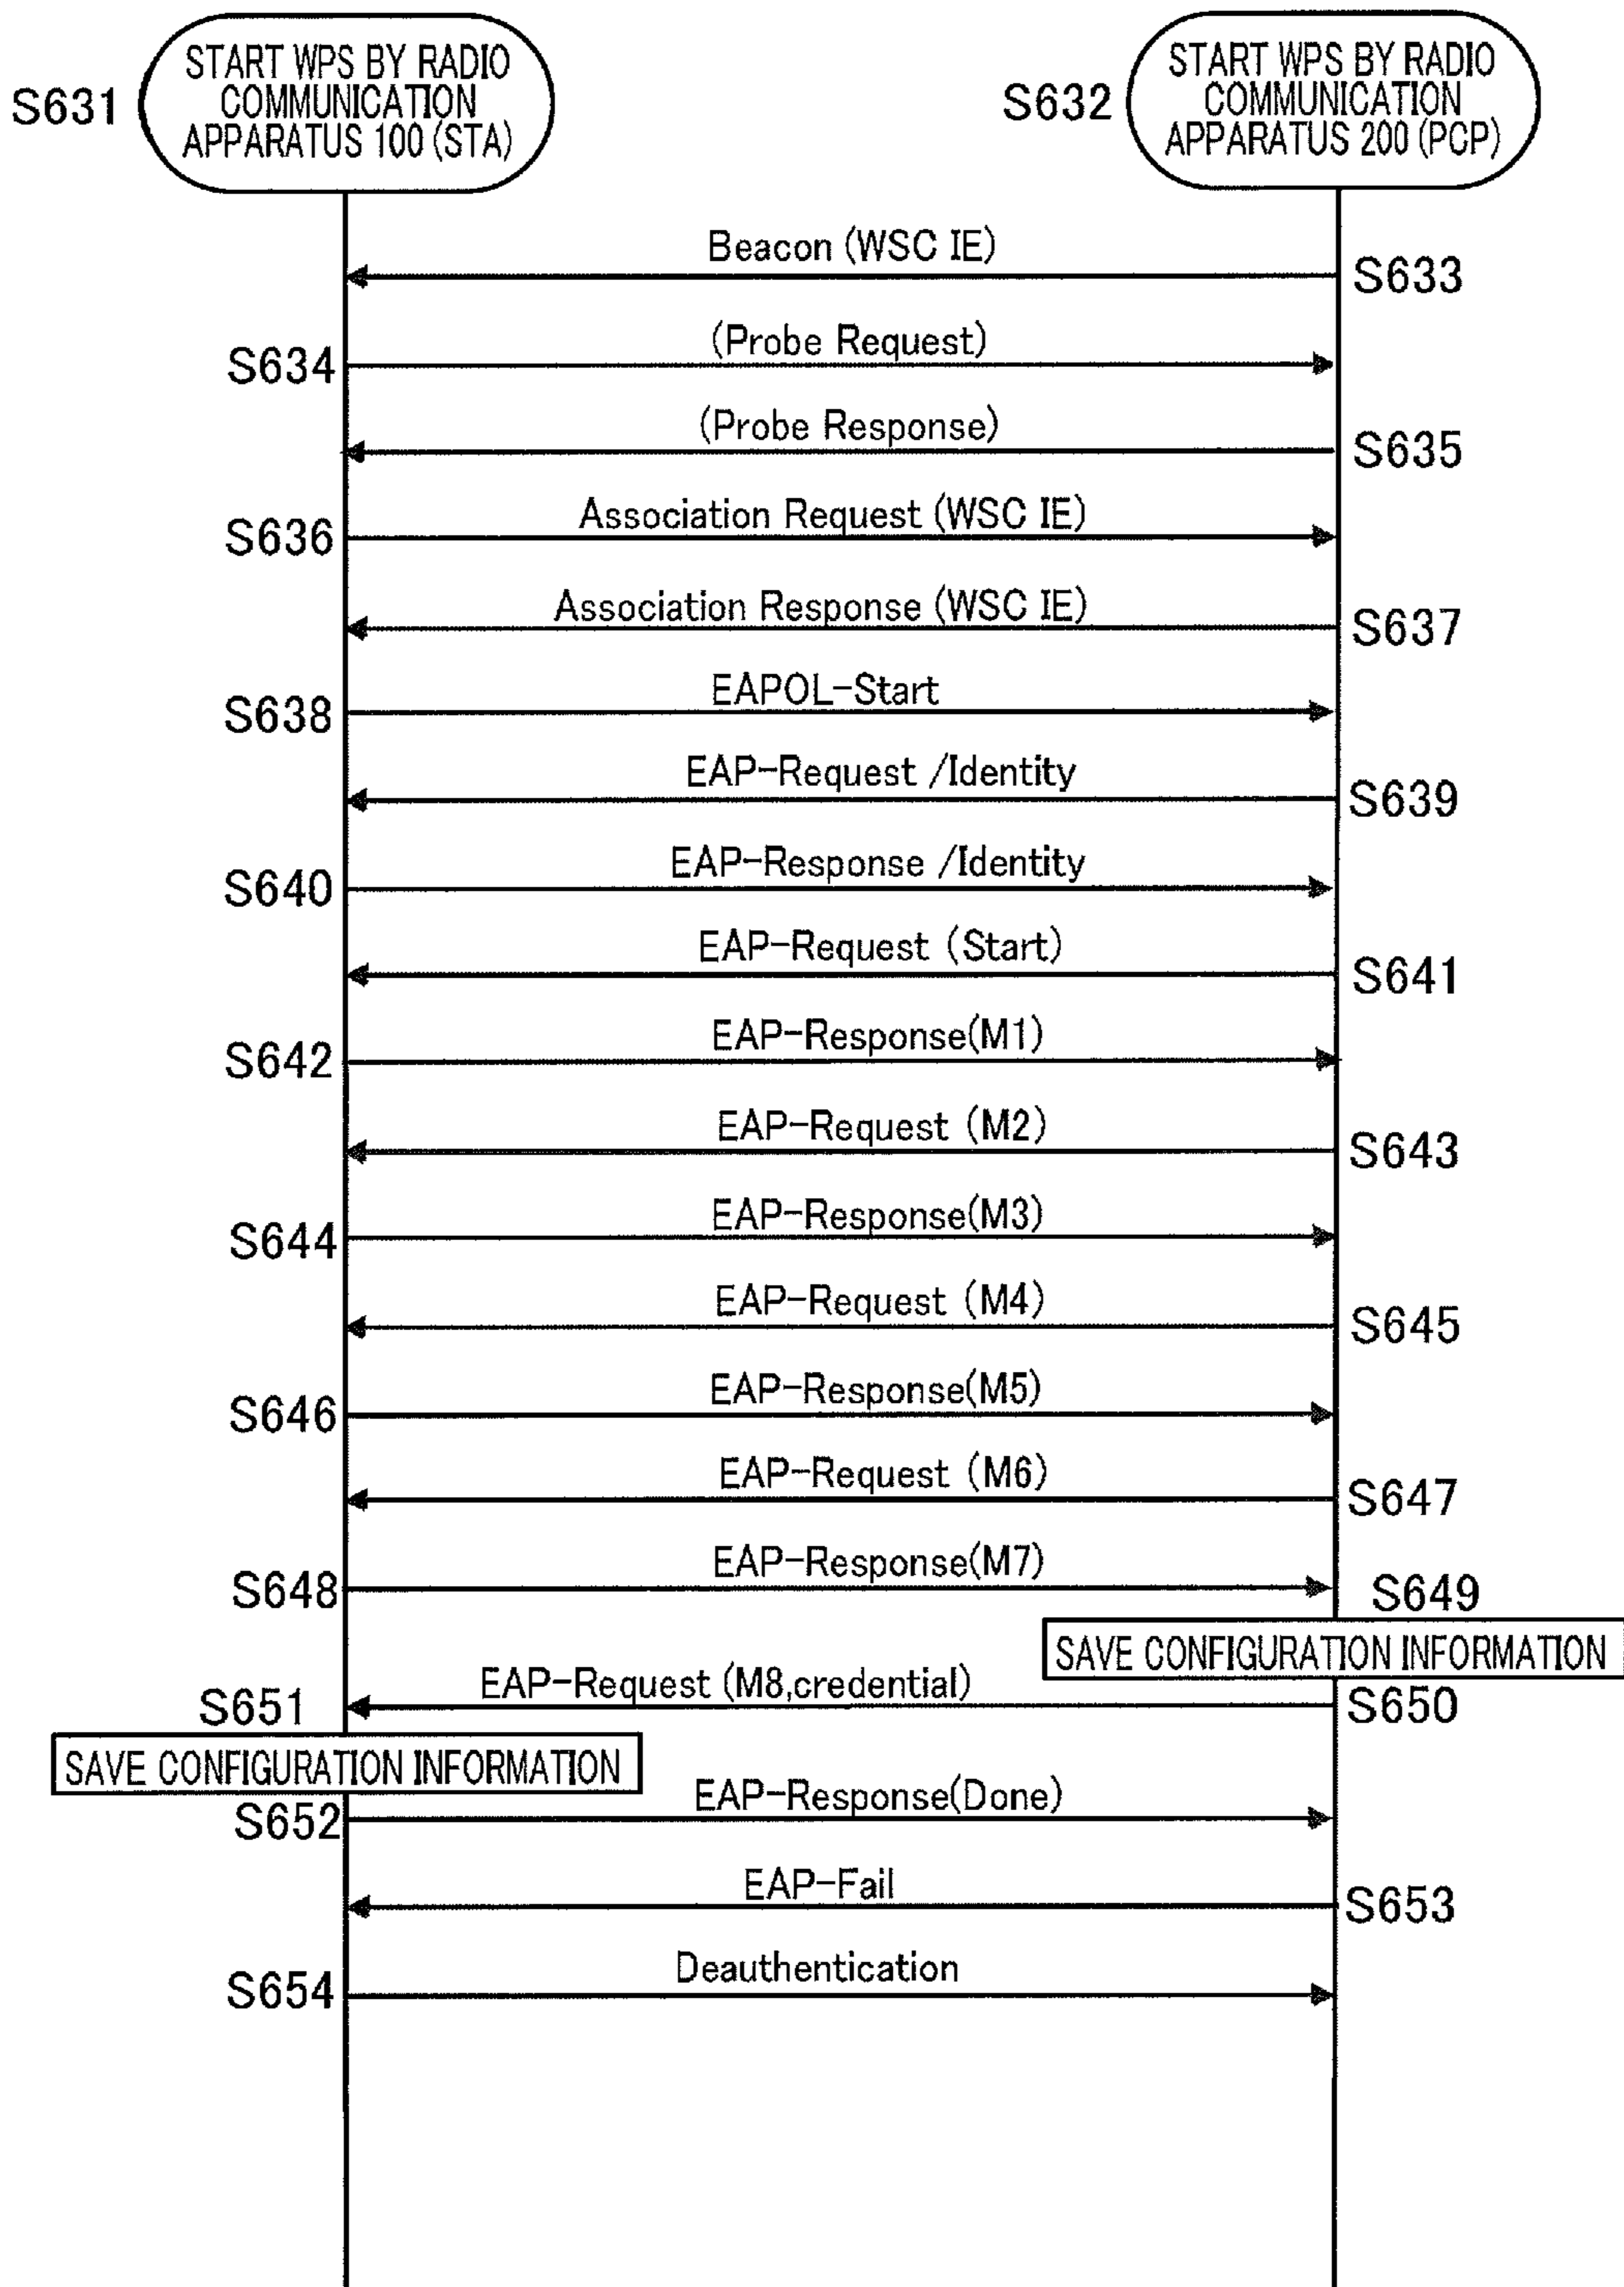 S631
START WPS BY RADIO
COMMUNICATION
APPARATUS 100 (STA)
S632
START WPS BY RADIO
COMMUNICATION
APPARATUS 200 (PCP)
Beacon (WSC IE)
S633
(Probe Request)
S634
(Probe Response)
S635
Association Request (WSC IE)
S636
Association Response (WSC IE)
S637
EAPOL-Start
S638
EAP-Request /Identity
S639
EAP-Response /Identity
S640
EAP-Request (Start)
S641
EAP-Response(M1)
S642
EAP-Request (M2)
S643
EAP-Response(M3)
S644
EAP-Request (M4)
S645
EAP-Response(M5)
S646
EAP-Request (M6)
S647
EAP-Response(M7)
S648
S649
SAVE CONFIGURATION INFORMATION
EAP-Request (M8,credential)
S650
S651
SAVE CONFIGURATION INFORMATION
EAP-Response(Done)
S652
EAP-Fail
S653
Deauthentication
S654